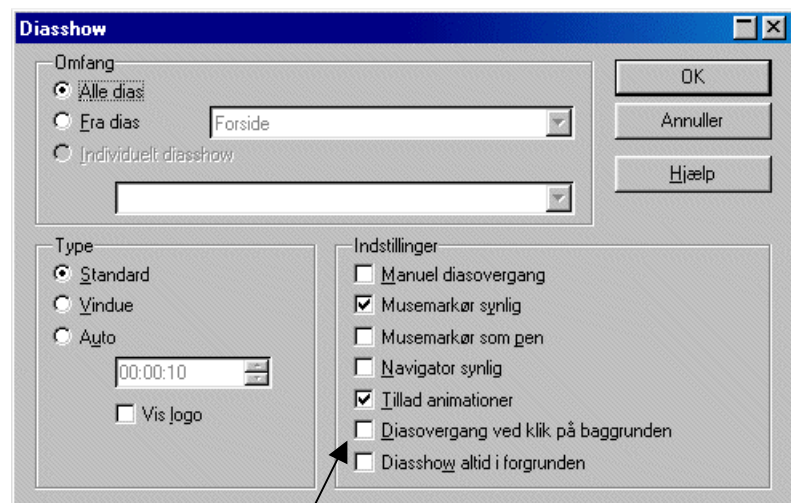 Diasshow
Omfang
Alle dias
Fra dias
Forside
Individuelt diasshow
OK
Annuller
Hjælp
Type
Standard
Vindue
Auto
00:00:10
Vis logo
Indstillinger
Manuel diasovergang
Musemarkør synlig
Musemarkør som pen
Navigator synlig
Tillad animationer
Diasovergang ved klik på baggrunden
Diasshow altid i forgrunden